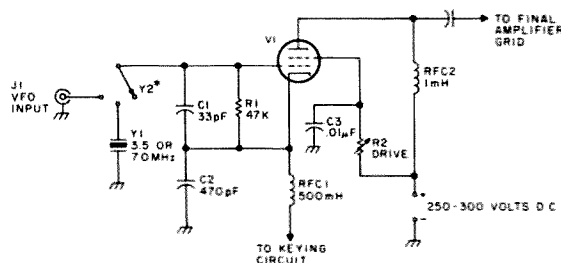 J1
VFO
INPUT
Y2*
Y1
3.5 OR
7.0MHz
C1
33pF
R1
47K
C2
470pF
V1
C3
.01µF
R2
DRIVE
RFC1
500mH
TO KEYING
CIRCUIT
RFC2
1mH
TO FINAL
AMPLIFIER
GRID
+
250-300 VOLTS D C
-